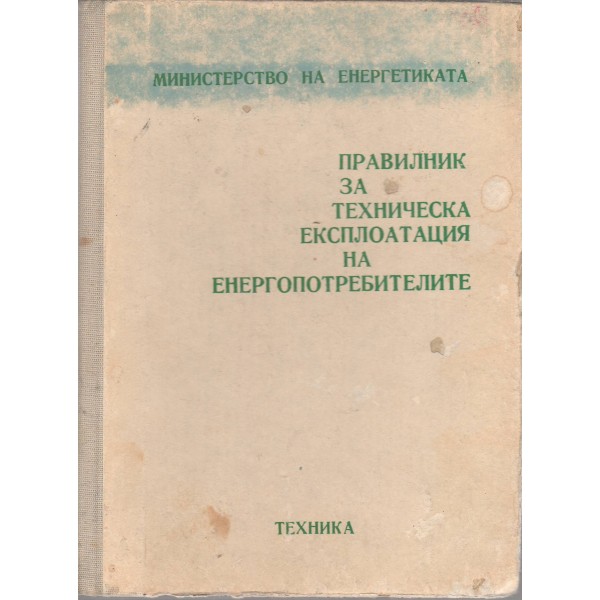 МИНИСТЕРСТВО НА ЕНЕРГЕТИКАТА
ПРАВИЛНИК
ЗА
ТЕХНИЧЕСКА
ЕКСПЛОАТАЦИЯ
НА
ЕНЕРГОПОТРЕБИТЕЛИТЕ
ТЕХНИКА